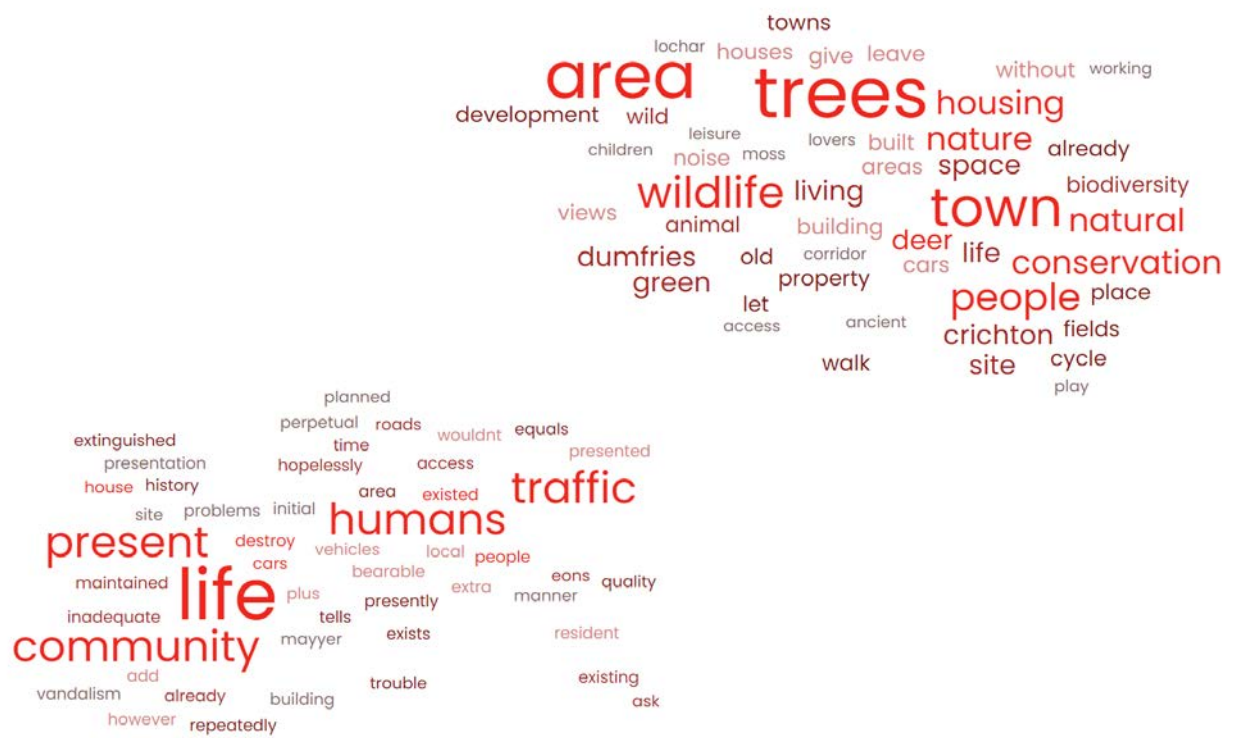 towns
lochar houses give leave
area trees without working
development wild housing
leisure lovers built nature already
children noise moss areas space
wildlife living town biodiversity
views animal building natural
deer life
dumfries old corridor cars conservation
green property people place
let
access ancient crichton fields
walk site cycle
play
planned
perpetual roads wouldnt equals
extinguished time presented
presentation hopelessly access
house history area existed traffic
site problems initial humans
present destroy vehicles local people
cars bearable
maintained life plus extra eons quality
presently manner
inadequate tells
community mayyer exists resident
add trouble existing
vandalism already building ask
however repeatedly